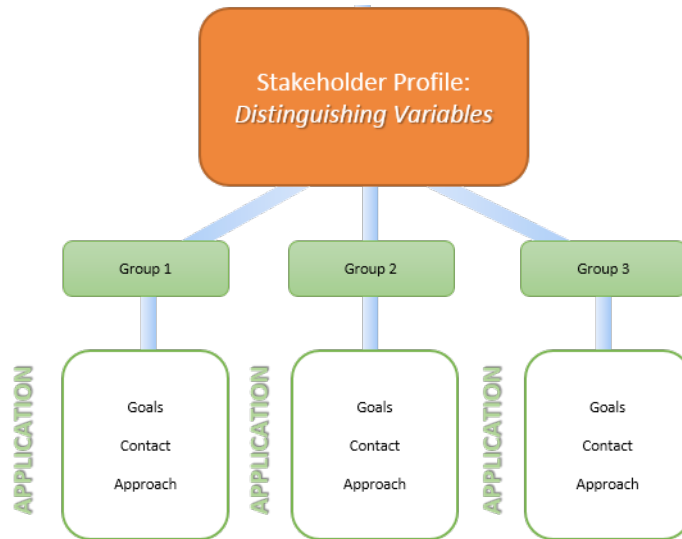 Stakeholder Profile:
Distinguishing Variables
Group 1
Group 2
Group 3
APPLICATION
Goals
Contact
Approach
APPLICATION
Goals
Contact
Approach
APPLICATION
Goals
Contact
Approach